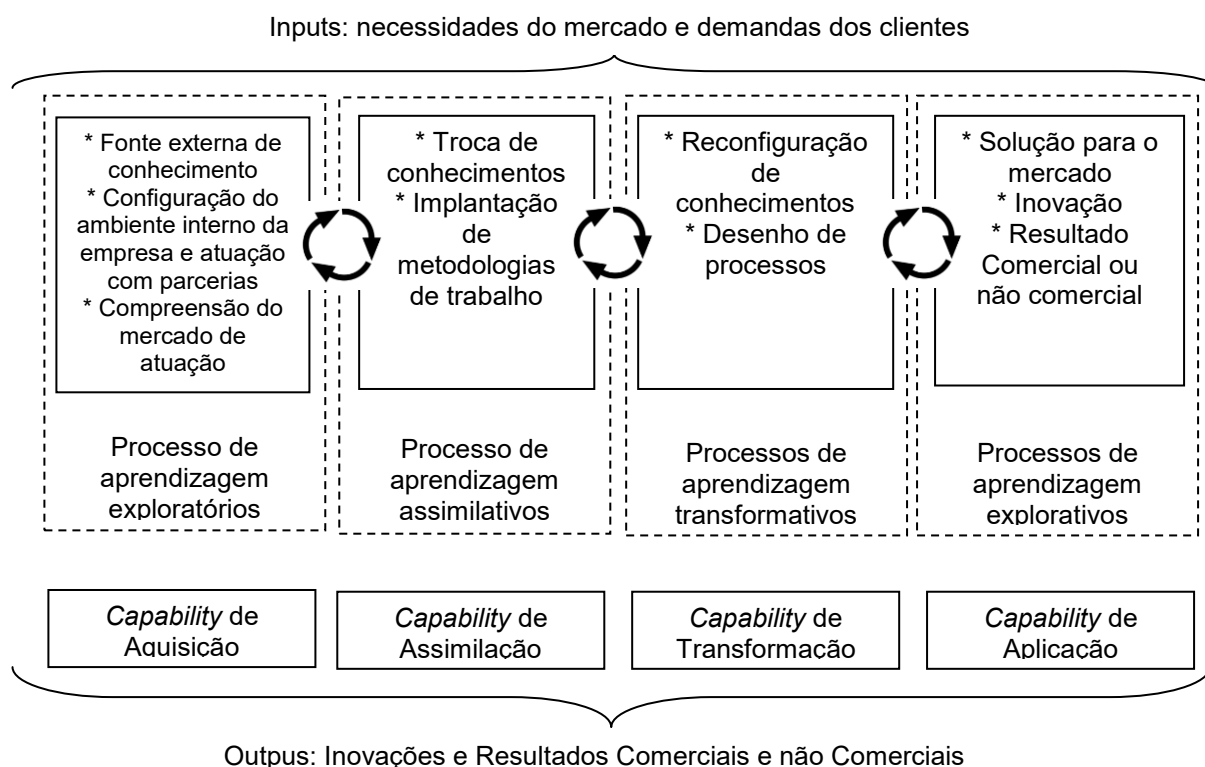 Inputs: necessidades do mercado e demandas dos clientes
* Fonte externa de
conhecimento
* Configuração do
ambiente interno da
empresa e atuação
com parcerias
* Compreensão do
mercado de
atuação
Processo de
aprendizagem
exploratórios
* Troca de
conhecimentos
* Implantação
de
metodologias
de trabalho
Processo de
aprendizagem
assimilativos
* Reconfiguração
de
conhecimentos
* Desenho de
processos
Processos de
aprendizagem
transformativos
* Solução para o
mercado
* Inovação
* Resultado
Comercial ou
não comercial
Processos de
aprendizagem
explorativos
Capability de
Aquisição
Capability de
Assimilação
Capability de
Transformação
Capability de
Aplicação
Outpus: Inovações e Resultados Comerciais e não Comerciais